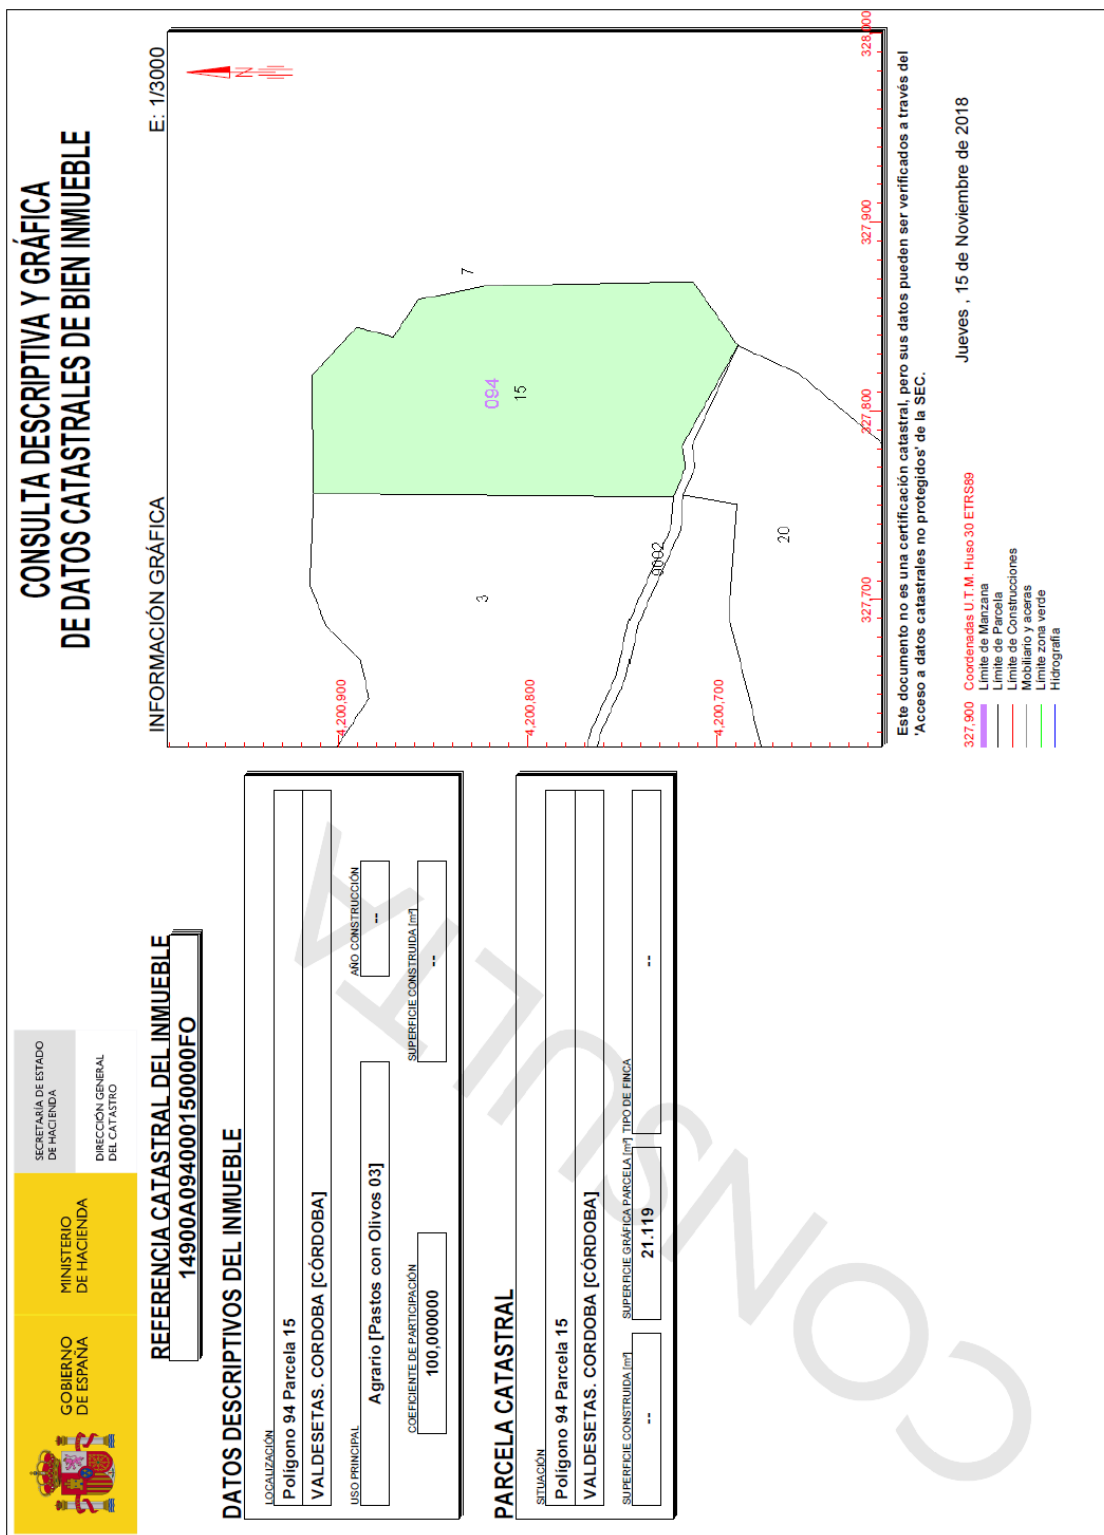 GOBIERNO
DE ESPAÑA
MINISTERIO
DE HACIENDA
SECRETARÍA DE ESTADO
DE HACIENDA
DIRECCIÓN GENERAL
DEL CATASTRO
CONSULTA DESCRIPTIVA Y GRÁFICA
DE DATOS CATASTRALES DE BIEN INMUEBLE
REFERENCIA CATASTRAL DEL INMUEBLE
14900A094000150000FO
DATOS DESCRIPTIVOS DEL INMUEBLE
LOCALIZACIÓN
Polígono 94 Parcela 15
VALDESETAS. CORDOBA [CÓRDOBA]
USO PRINCIPAL
Agrario [Pastos con Olivos 03]
AÑO CONSTRUCCIÓN
--
COEFICIENTE DE PARTICIPACIÓN
100,000000
SUPERFICIE CONSTRUIDA [m²]
--
PARCELA CATASTRAL
SITUACIÓN
Polígono 94 Parcela 15
VALDESETAS. CORDOBA [CÓRDOBA]
SUPERFICIE CONSTRUIDA [m²]
--
SUPERFICIE GRÁFICA PARCELA [m²]
21.119
TIPO DE FINCA
--
CONSULTA
INFORMACIÓN GRÁFICA
E: 1/3000
N
4,200,900
4,200,800
4,200,700
7
094
15
3
9002
20
327,700
327,800
327,900
328,000
Este documento no es una certificación catastral, pero sus datos pueden ser verificados a través del
'Acceso a datos catastrales no protegidos' de la SEC.
327,900 Coordenadas U.T.M. Huso 30 ETRS89
Límite de Manzana
Límite de Parcela
Límite de Construcciones
Mobiliario y aceras
Límite zona verde
Hidrografía
Jueves , 15 de Noviembre de 2018